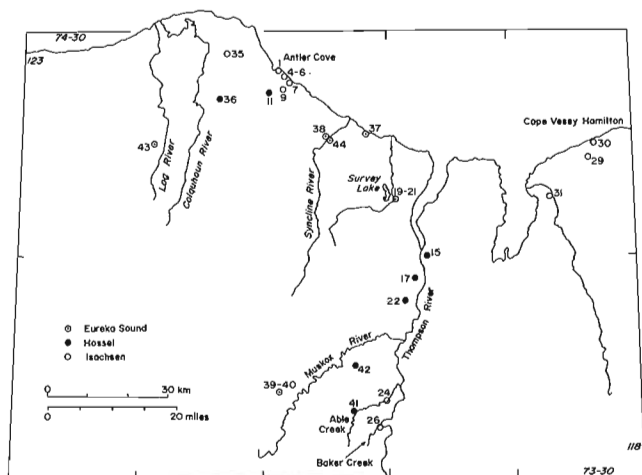 74-30
123
Antler Cove
1
4-6
7
9
35
36
11
43
38
44
37
Cape Vesey Hamilton
30
29
31
Log River
Colquhoun River
Syncline River
Survey
Lake
19-21
15
17
22
Thompson River
Eureka Sound
Hassel
Isachsen
0 30 km
0 20 miles
Muskox River
42
39-40
41
24
Able
Creek
26
Baker Creek
118
73-30